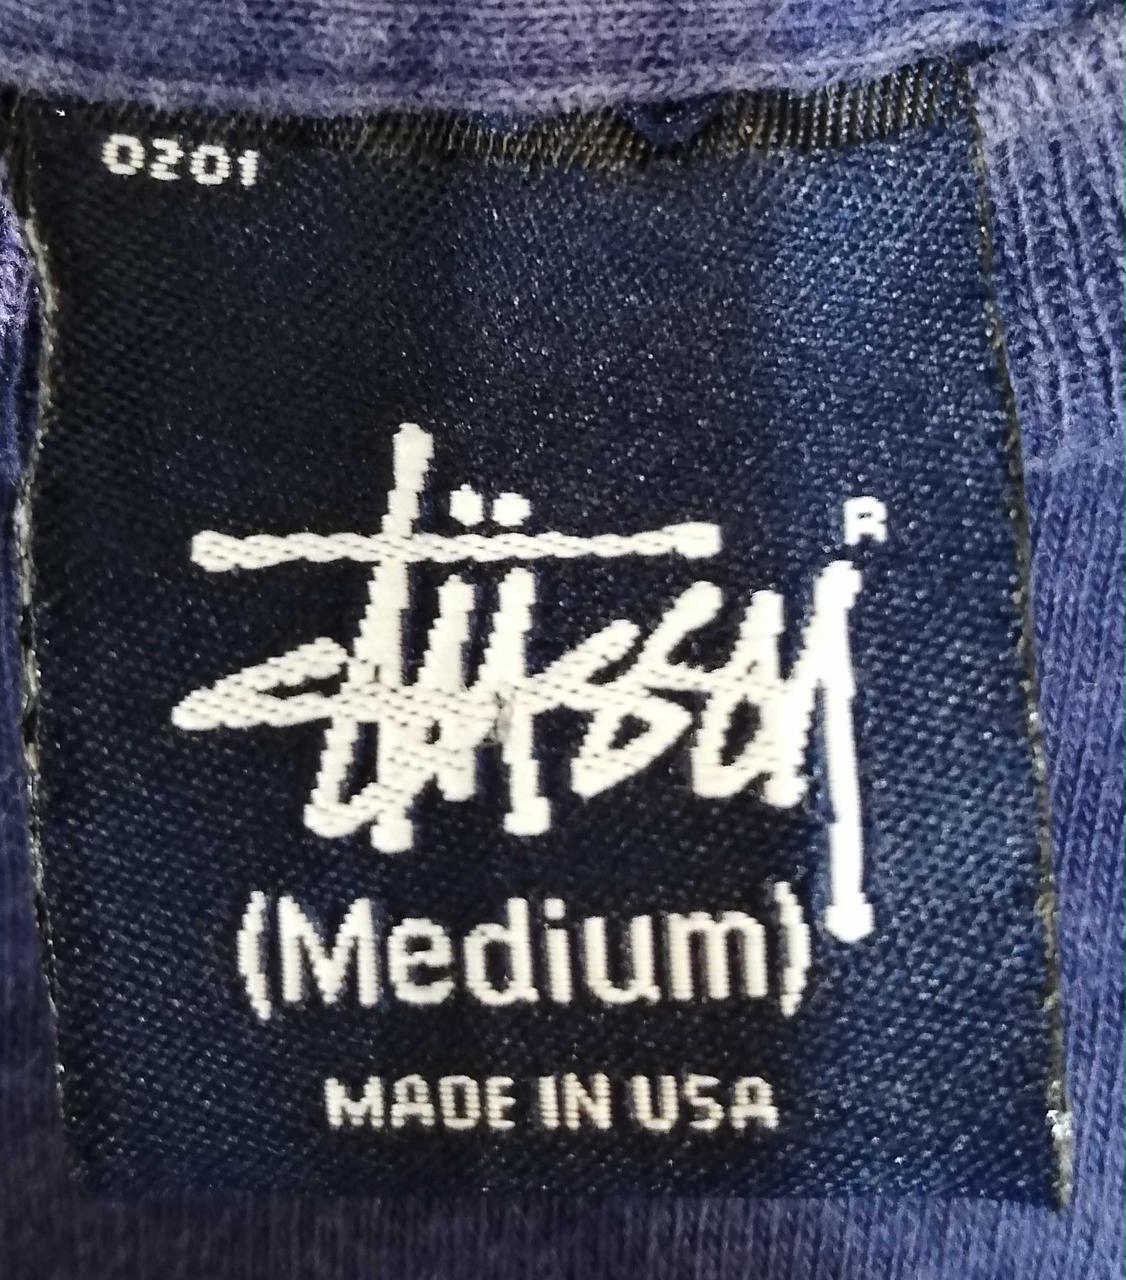 0201
Stüssy
R
(Medium)
MADE IN USA